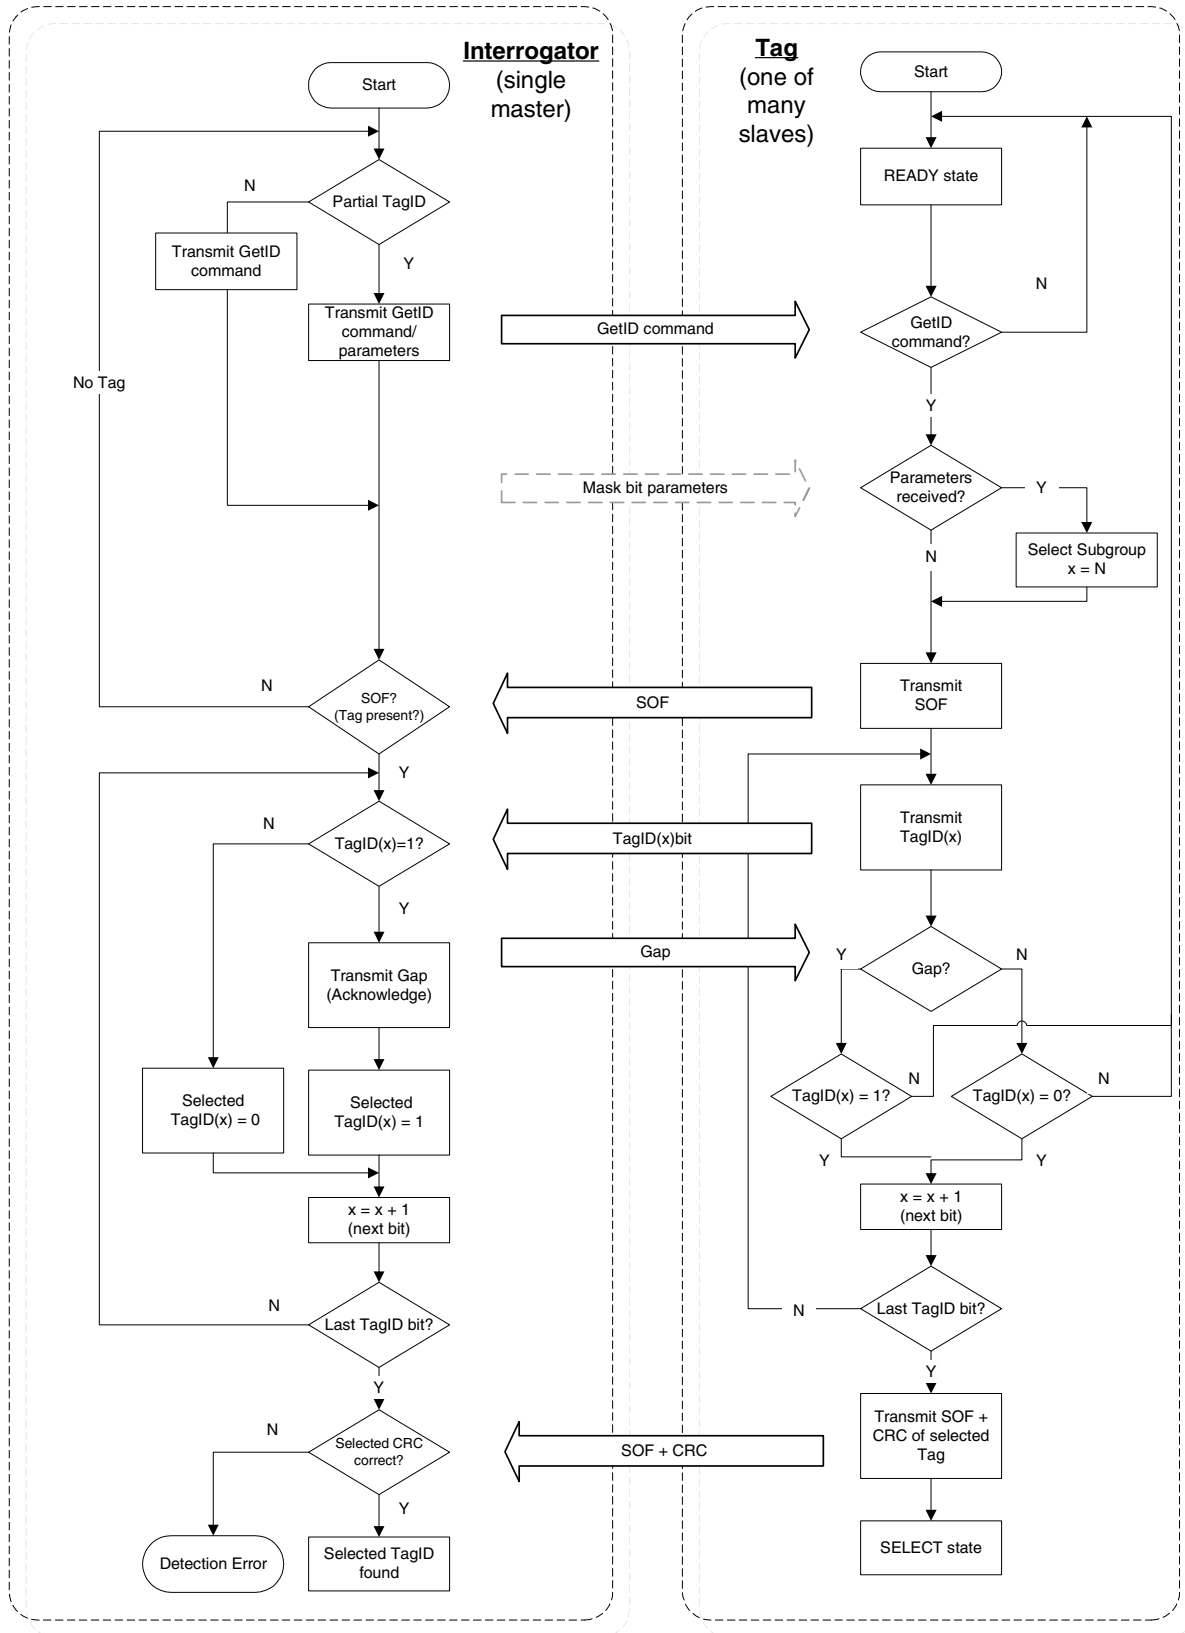 Interrogator
(single
master)
Start
Partial TagID
N
Y
Transmit GetID
command
Transmit GetID
command/
parameters
No Tag
SOF?
(Tag present?)
N
Y
TagID(x)=1?
N
Y
Transmit Gap
(Acknowledge)
Selected
TagID(x) = 0
Selected
TagID(x) = 1
x = x + 1
(next bit)
Last TagID bit?
N
Y
Selected CRC
correct?
N
Y
Detection Error
Selected TagID
found
GetID command
Mask bit parameters
SOF
TagID(x)bit
Gap
SOF + CRC
Tag
(one of
many
slaves)
Start
READY state
GetID
command?
N
Y
Parameters
received?
Y
N
Select Subgroup
x = N
Transmit
SOF
Transmit
TagID(x)
Gap?
Y
N
TagID(x) = 1?
N
TagID(x) = 0?
N
Y
Y
x = x + 1
(next bit)
Last TagID bit?
N
Y
Transmit SOF +
CRC of selected
Tag
SELECT state